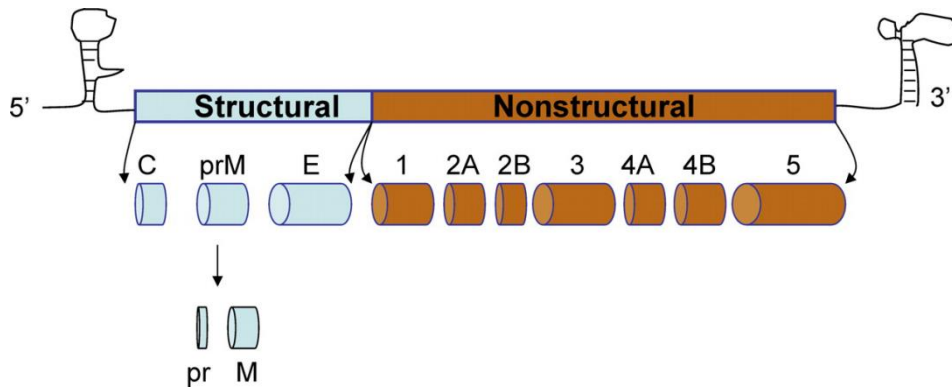 5’ Structural Nonstructural 3’
C prM E 1 2A 2B 3 4A 4B 5
pr M